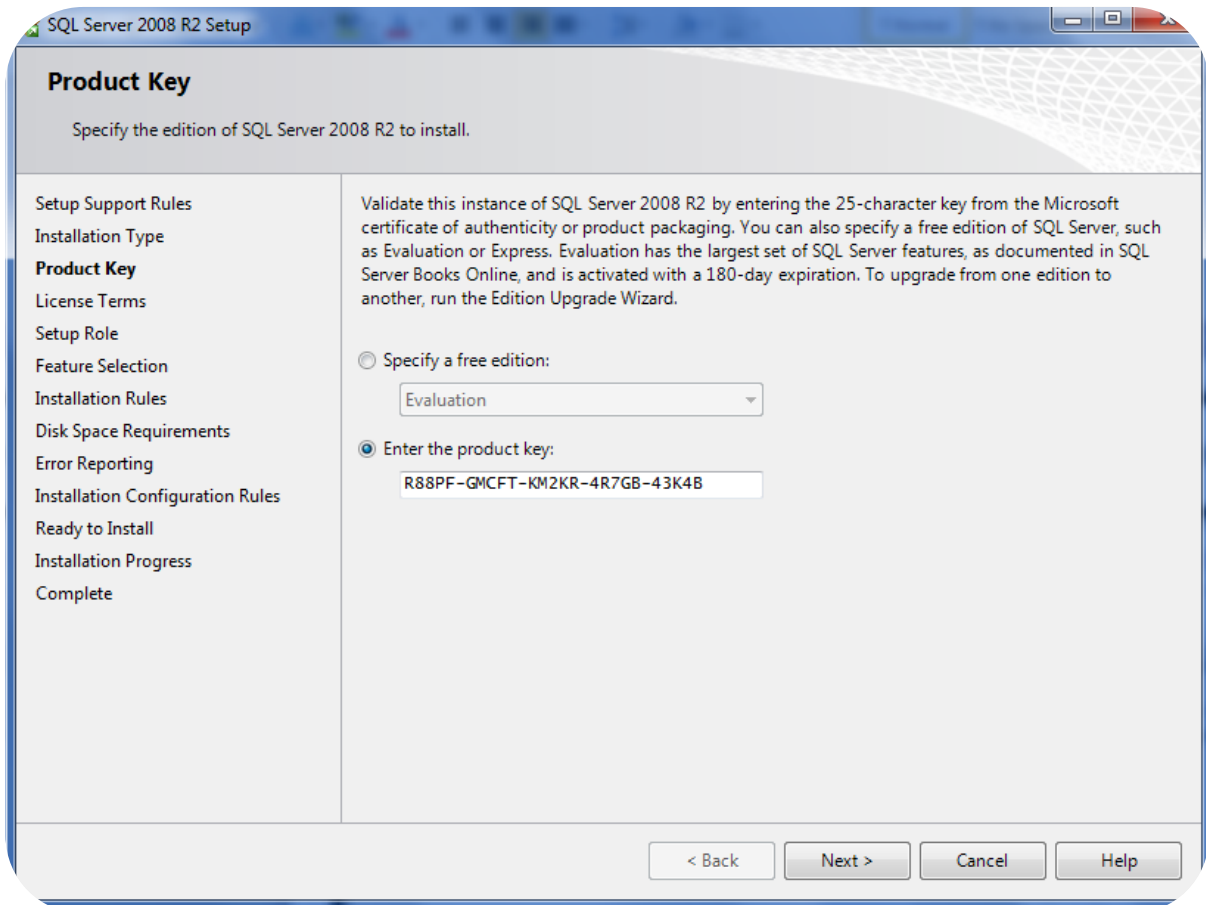 SQL Server 2008 R2 Setup
Product Key
Specify the edition of SQL Server 2008 R2 to install.
Setup Support Rules
Installation Type
Product Key
License Terms
Setup Role
Feature Selection
Installation Rules
Disk Space Requirements
Error Reporting
Installation Configuration Rules
Ready to Install
Installation Progress
Complete
Validate this instance of SQL Server 2008 R2 by entering the 25-character key from the Microsoft
certificate of authenticity or product packaging. You can also specify a free edition of SQL Server, such
as Evaluation or Express. Evaluation has the largest set of SQL Server features, as documented in SQL
Server Books Online, and is activated with a 180-day expiration. To upgrade from one edition to
another, run the Edition Upgrade Wizard.
Specify a free edition:
Evaluation
Enter the product key:
R88PF-GMCFT-KM2KR-4R7GB-43K4B
< Back
Next >
Cancel
Help